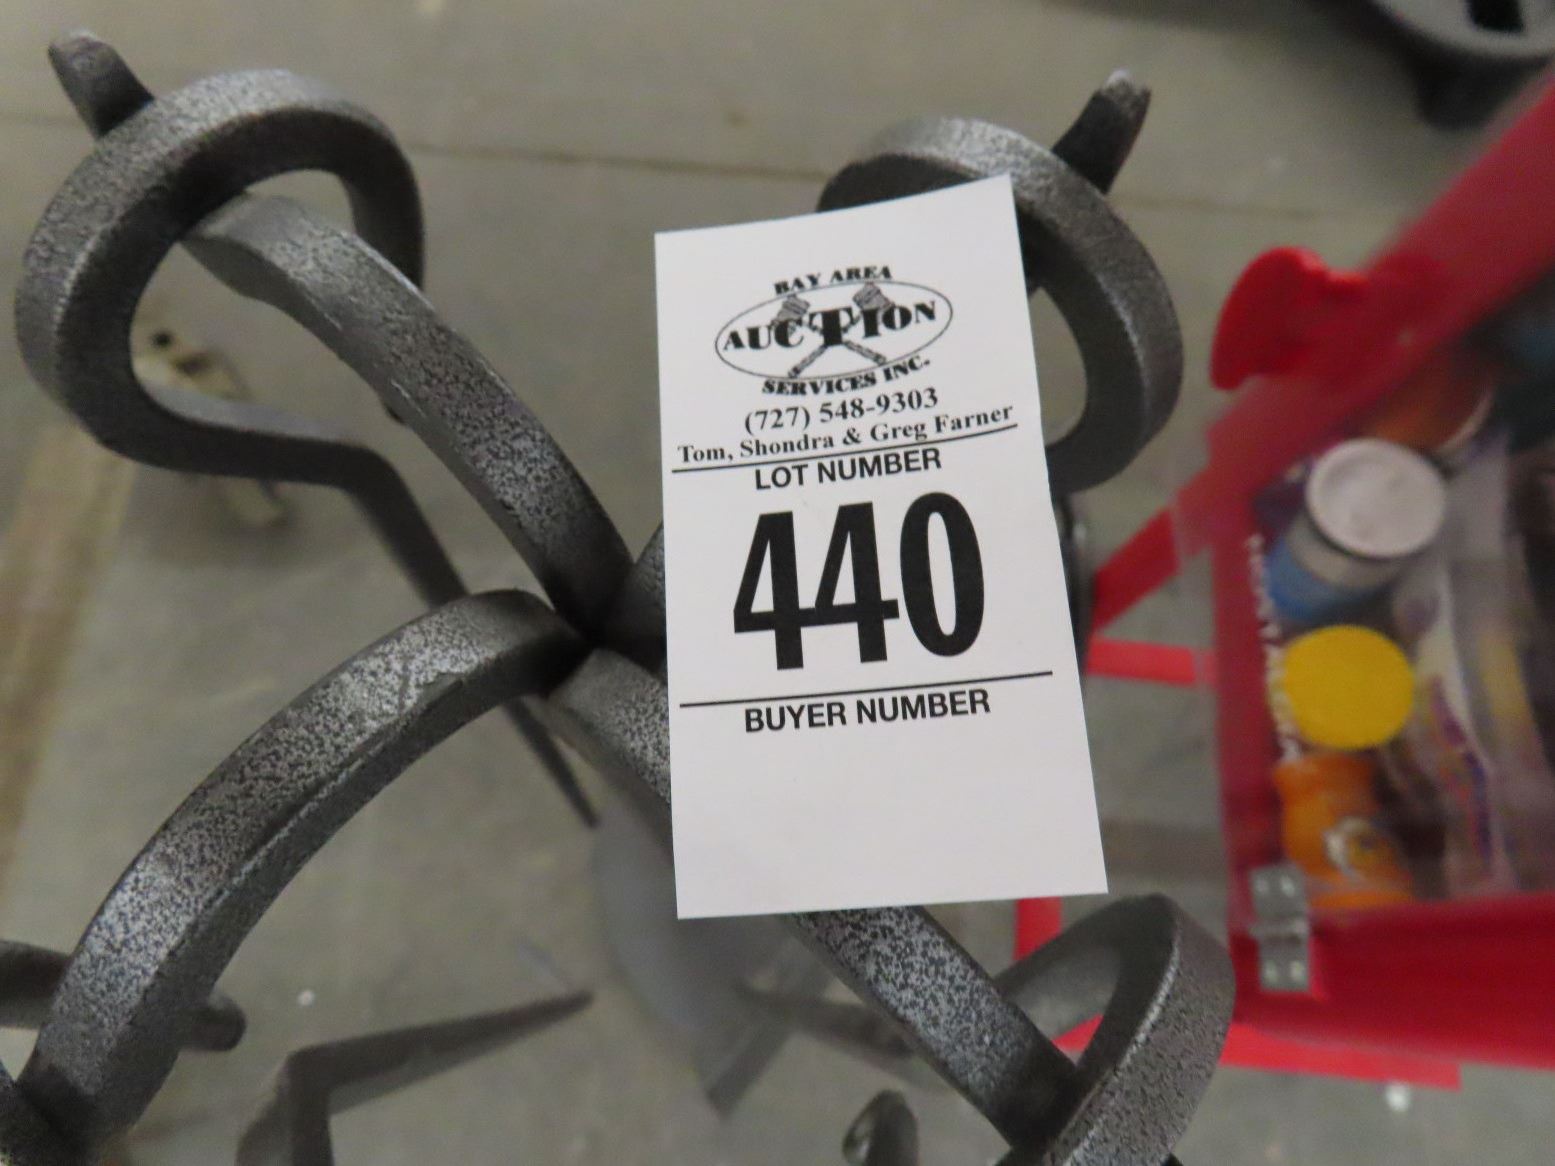 BAY AREA
AUCTION
SERVICES INC.
(727) 548-9303
Tom, Shondra & Greg Farner
LOT NUMBER
440
BUYER NUMBER